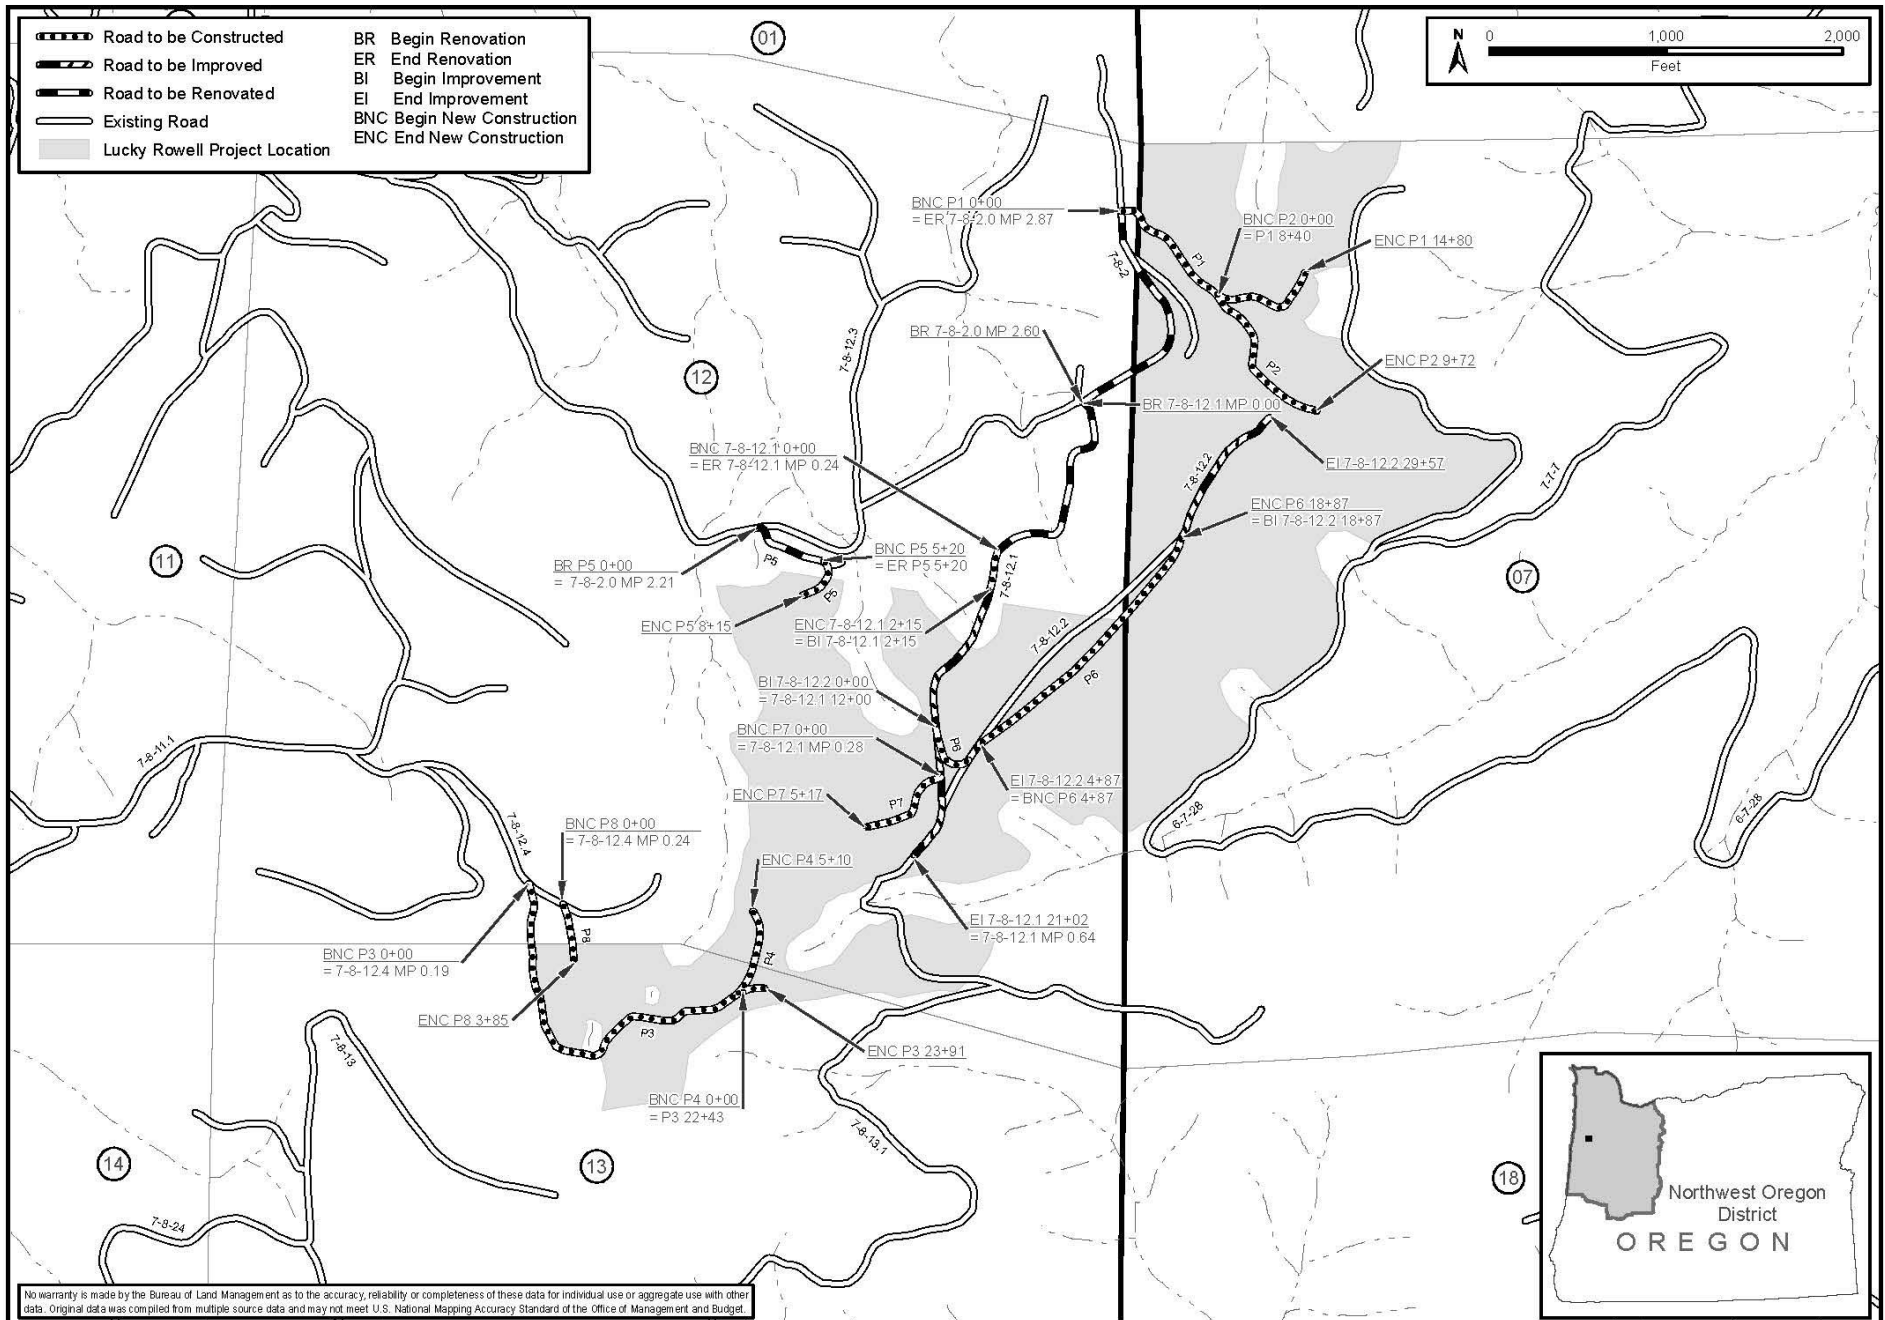 Road to be Constructed
Road to be Improved
Road to be Renovated
Existing Road
Lucky Rowell Project Location
BR Begin Renovation
ER End Renovation
BI Begin Improvement
EI End Improvement
BNC Begin New Construction
ENC End New Construction
01
N
0 1,000 2,000
Feet
BNC P1 0+00
= ER 7-8-2.0 MP 2.87
BNC P2 0+00
= P1 8+40
ENC P1 14+80
P1
7-8-2
BR 7-8-2.0 MP 2.60
7-8-12.3
12
P2
ENC P2 9+72
BR 7-8-12.1 MP 0.00
BNC 7-8-12.1 0+00
= ER 7-8-12.1 MP 0.24
EI 7-8-12.2 29+57
7-8-12.2
7-7-7
ENC P6 18+87
= BI 7-8-12.2 18+87
11
BR P5 0+00
= 7-8-2.0 MP 2.21
P5
BNC P5 5+20
= ER P5 5+20
P5
7-8-12.1
07
ENC P5 8+15
ENC 7-8-12.1 2+15
= BI 7-8-12.1 2+15
7-8-12.2
P6
BI 7-8-12.2 0+00
= 7-8-12.1 12+00
BNC P7 0+00
= 7-8-12.1 MP 0.28
P6
7-8-11.1
EI 7-8-12.2 4+87
= BNC P6 4+87
ENC P7 5+17
P7
6-7-28
6-7-28
7-8-12.4
BNC P8 0+00
= 7-8-12.4 MP 0.24
ENC P4 5+10
EI 7-8-12.1 21+02
= 7-8-12.1 MP 0.64
P8
BNC P3 0+00
= 7-8-12.4 MP 0.19
P4
ENC P8 3+85
P3
7-8-13
ENC P3 23+91
BNC P4 0+00
= P3 22+43
7-8-13.1
14
13
18
7-8-24
Northwest Oregon
District
OREGON
No warranty is made by the Bureau of Land Management as to the accuracy, reliability or completeness of these data for individual use or aggregate use with other
data. Original data was compiled from multiple source data and may not meet U.S. National Mapping Accuracy Standard of the Office of Management and Budget.